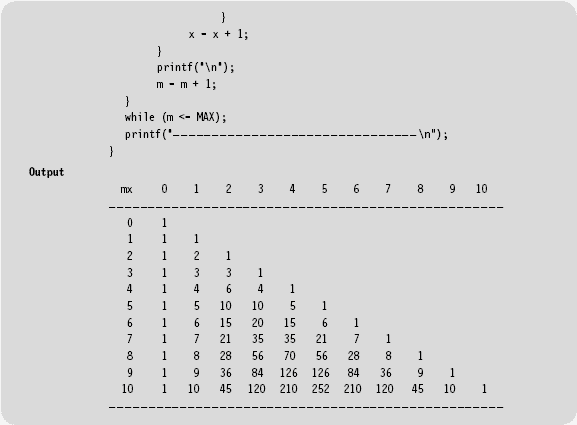 }
x = x + 1;
}
printf("\n");
m = m + 1;
}
while (m <= MAX);
printf("--------------------------------\n");
}
Output
mx 0 1 2 3 4 5 6 7 8 9 10
----------------------------------------------------
0 1
1 1 1
2 1 2 1
3 1 3 3 1
4 1 4 6 4 1
5 1 5 10 10 5 1
6 1 6 15 20 15 6 1
7 1 7 21 35 35 21 7 1
8 1 8 28 56 70 56 28 8 1
9 1 9 36 84 126 126 84 36 9 1
10 1 10 45 120 210 252 210 120 45 10 1
----------------------------------------------------